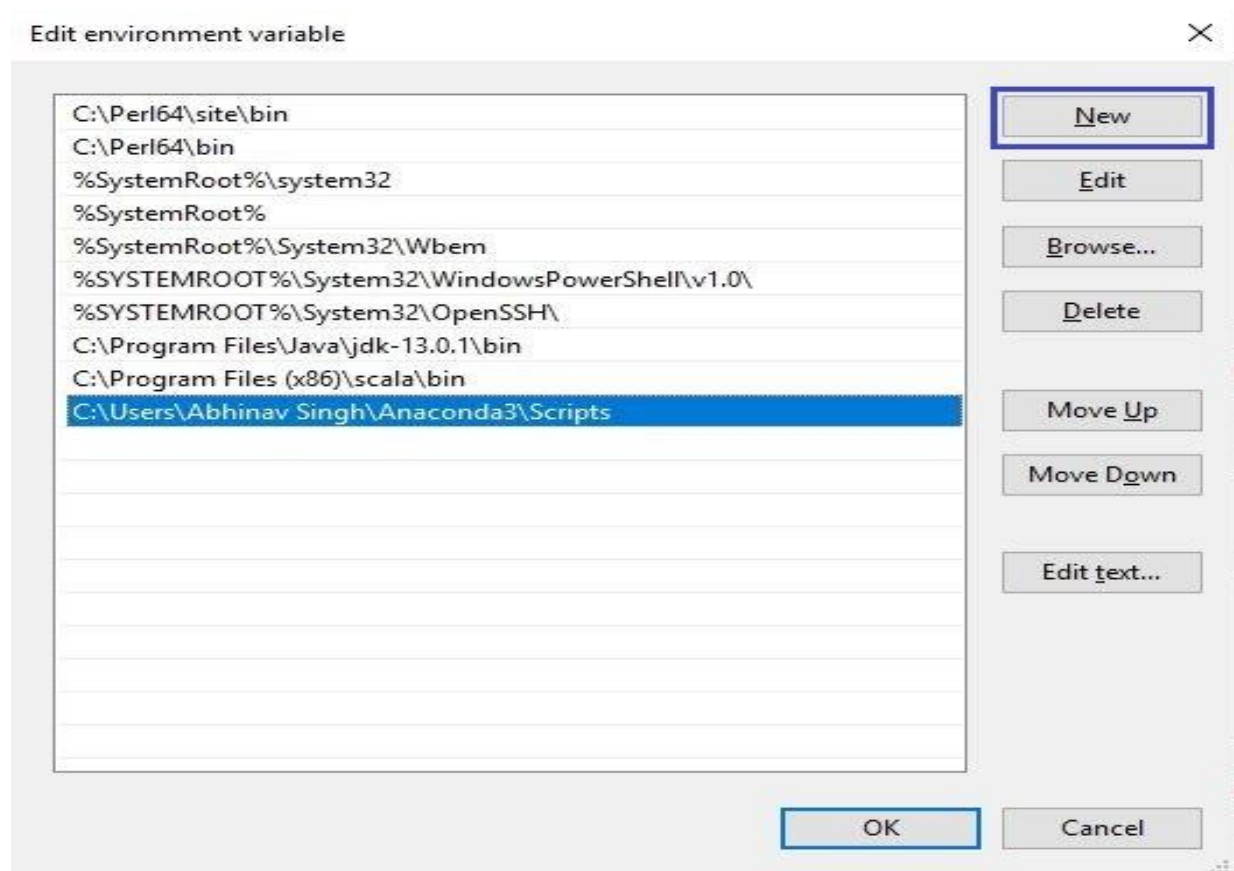 Edit environment variable
C:\Perl64\site\bin
C:\Perl64\bin
%SystemRoot%\system32
%SystemRoot%
%SystemRoot%\System32\Wbem
%SYSTEMROOT%\System32\WindowsPowerShell\v1.0\
%SYSTEMROOT%\System32\OpenSSH\
C:\Program Files\Java\jdk-13.0.1\bin
C:\Program Files (x86)\scala\bin
C:\Users\Abhinav Singh\Anaconda3\Scripts
New
Edit
Browse...
Delete
Move Up
Move Down
Edit text...
OK
Cancel